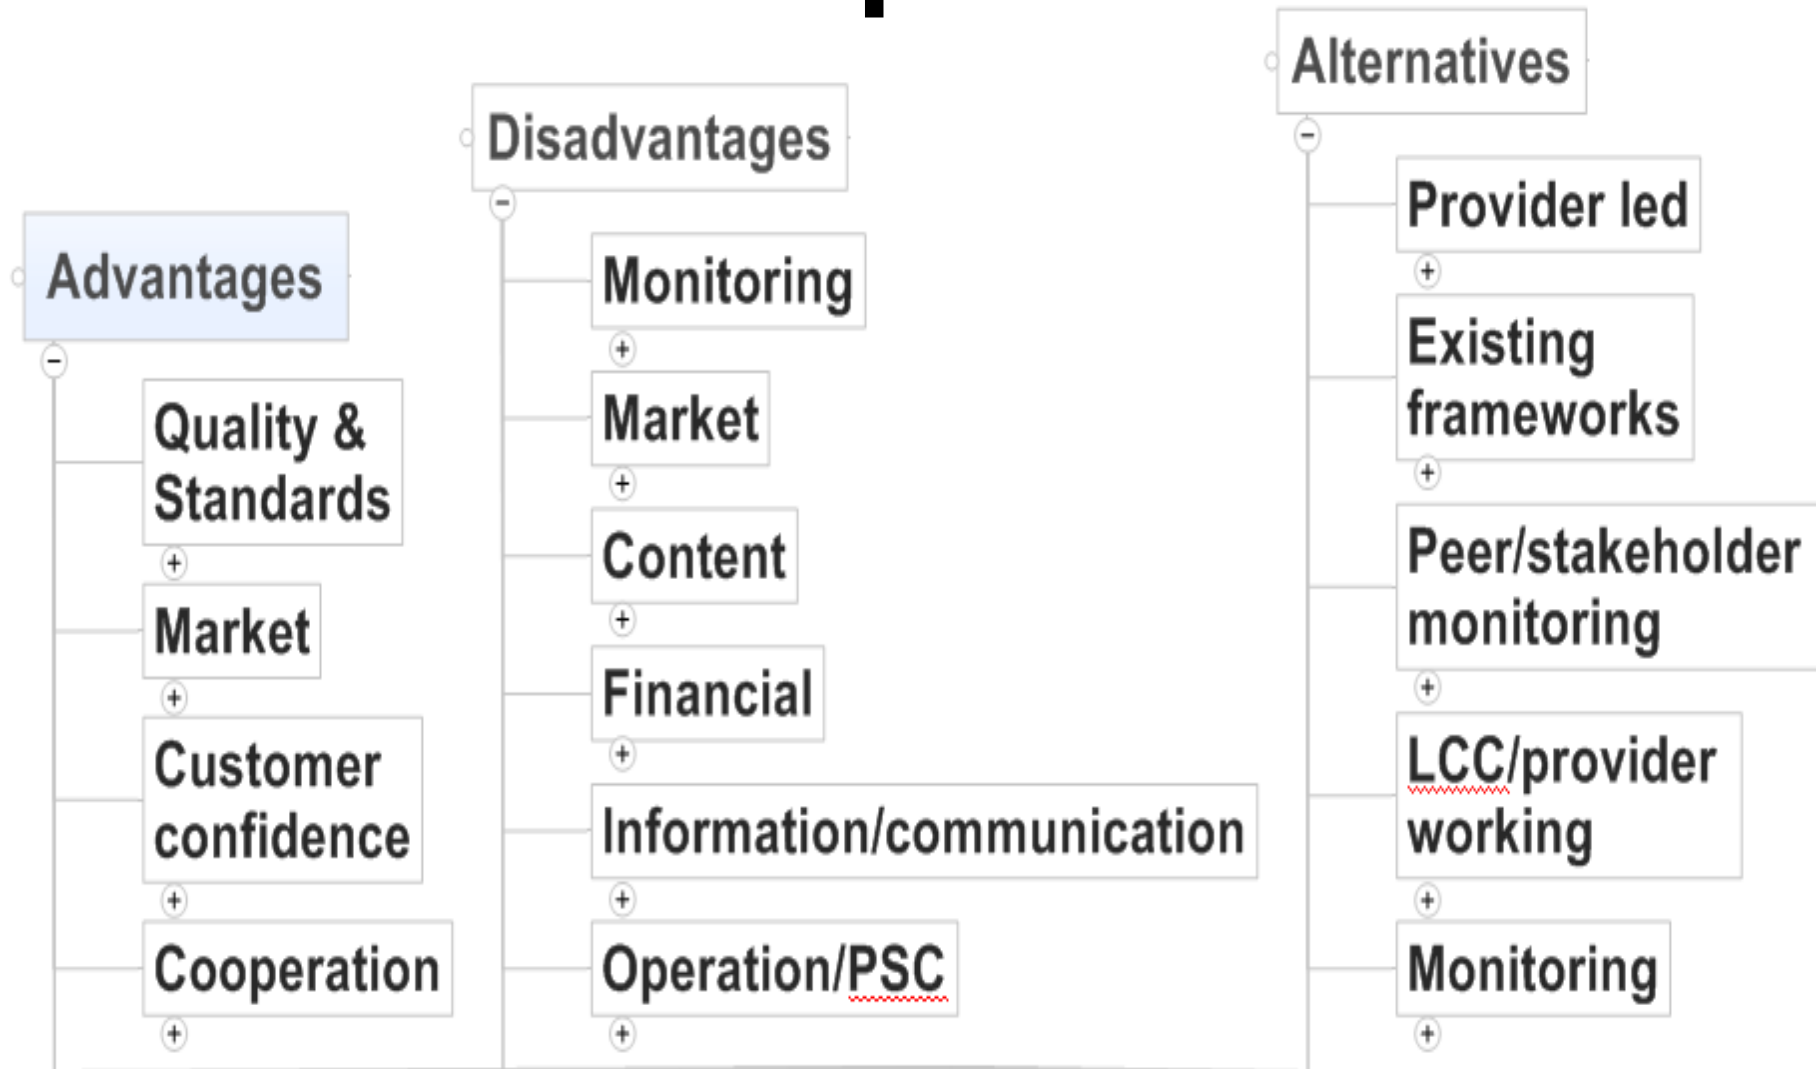 Advantages
Quality &
Standards
Market
Customer
confidence
Cooperation
Disadvantages
Monitoring
Market
Content
Financial
Information/communication
Operation/PSC
Alternatives
Provider led
Existing
frameworks
Peer/stakeholder
monitoring
LCC/provider
working
Monitoring